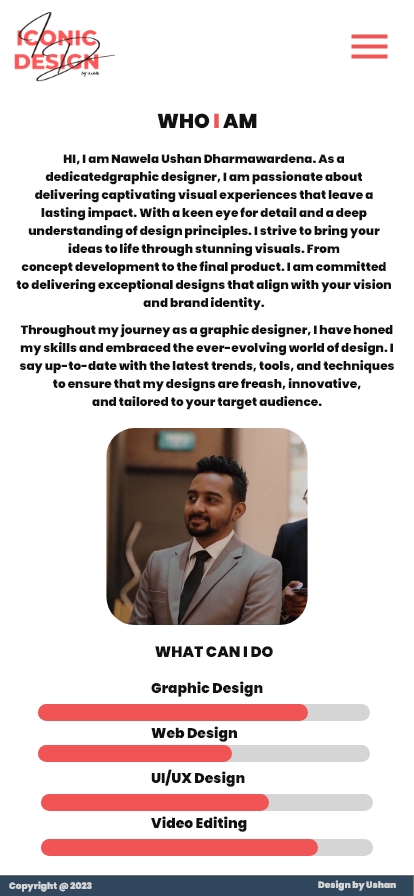 ICONIC
DESIGN
WHO I AM
HI, I am Nawela Ushan Dharmawardena. As a
dedicatedgraphic designer, I am passionate about
delivering captivating visual experiences that leave a
lasting impact. With a keen eye for detail and a deep
understanding of design principles. I strive to bring your
ideas to life through stunning visuals. From
concept development to the final product. I am committed
to delivering exceptional designs that align with your vision
and brand identity.
Throughout my journey as a graphic designer, I have honed
my skills and embraced the ever-evolving world of design. I
say up-to-date with the latest trends, tools, and techniques
to ensure that my designs are freash, innovative,
and tailored to your target audience.
WHAT CAN I DO
Graphic Design
Web Design
UI/UX Design
Video Editing
Copyright @ 2023
Design by Ushan